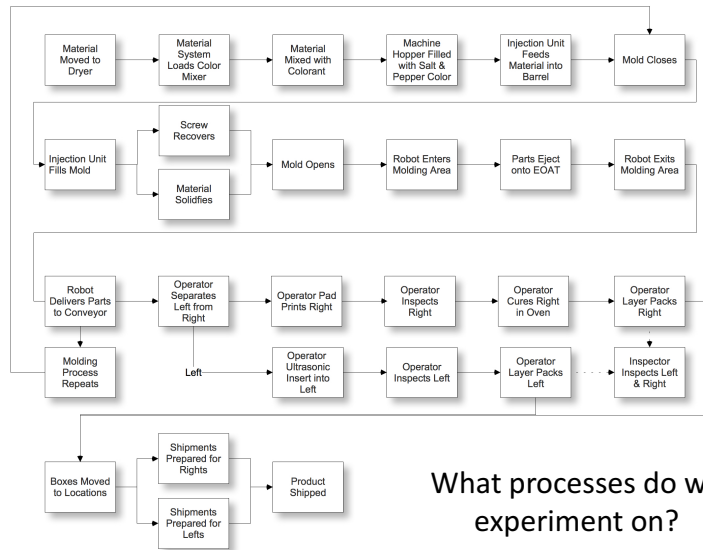 Material
Moved to
Dryer
Material
System
Loads Color
Mixer
Material
Mixed with
Colorant
Machine
Hopper Filled
with Salt &
Pepper Color
Injection Unit
Feeds
Material into
Barrel
Mold Closes
Injection Unit
Fills Mold
Screw
Recovers
Material
Solidfies
Mold Opens
Robot Enters
Molding Area
Parts Eject
onto EOAT
Robot Exits
Molding Area
Robot
Delivers Parts
to Conveyor
Operator
Separates
Left from
Right
Operator Pad
Prints Right
Operator
Inspects
Right
Operator
Cures Right
in Oven
Operator
Layer Packs
Right
Molding
Process
Repeats
Left
Operator
Ultrasonic
Insert into
Left
Operator
Inspects Left
Operator
Layer Packs
Left
Inspector
Inspects Left
& Right
Boxes Moved
to Locations
Shipments
Prepared for
Rights
Shipments
Prepared for
Lefts
Product
Shipped
What processes do w
experiment on?